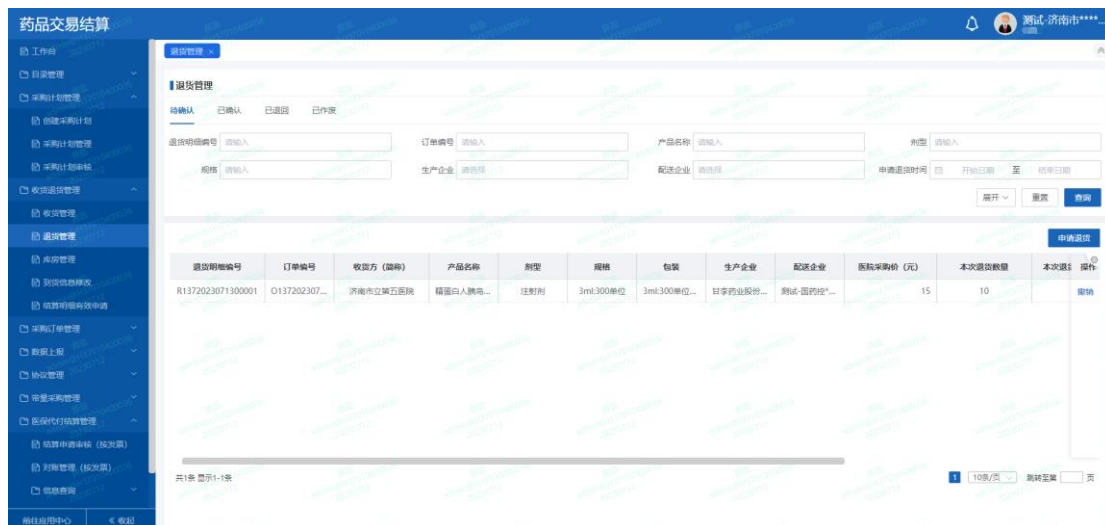 药品交易结算
测试-济南市****...
工作台
退货管理 ×
目录管理
采购计划管理
创建采购计划
采购计划管理
采购计划审核
收货退货管理
收货管理
退货管理
库房管理
到货信息修改
结算明细有效申请
采购订单管理
数据上报
协议管理
带量采购管理
医保代付结算管理
结算申请审核（按发票）
对账管理（按发票）
信息查询
前往应用中心 《 收起
退货管理
待确认 已确认 已退回 已作废
退货明细编号 请输入 订单编号 请输入 产品名称 请输入 剂型 请输入
规格 请输入 生产企业 请选择 配送企业 请选择 申请退货时间 开始日期 至 结束日期
展开 重置 查询
申请退货
退货明细编号 订单编号 收货方（简称） 产品名称 剂型 规格 包装 生产企业 配送企业 医院采购价（元） 本次退货数量 本次退货 操作
R1372023071300001 O137202307... 济南市立第五医院 精蛋白人胰岛... 注射剂 3ml:300单位 3ml:300单位... 甘李药业股份... 测试-国药控*... 15 10 撤销
共1条 显示1-1条 1 10条/页 跳转至第 页